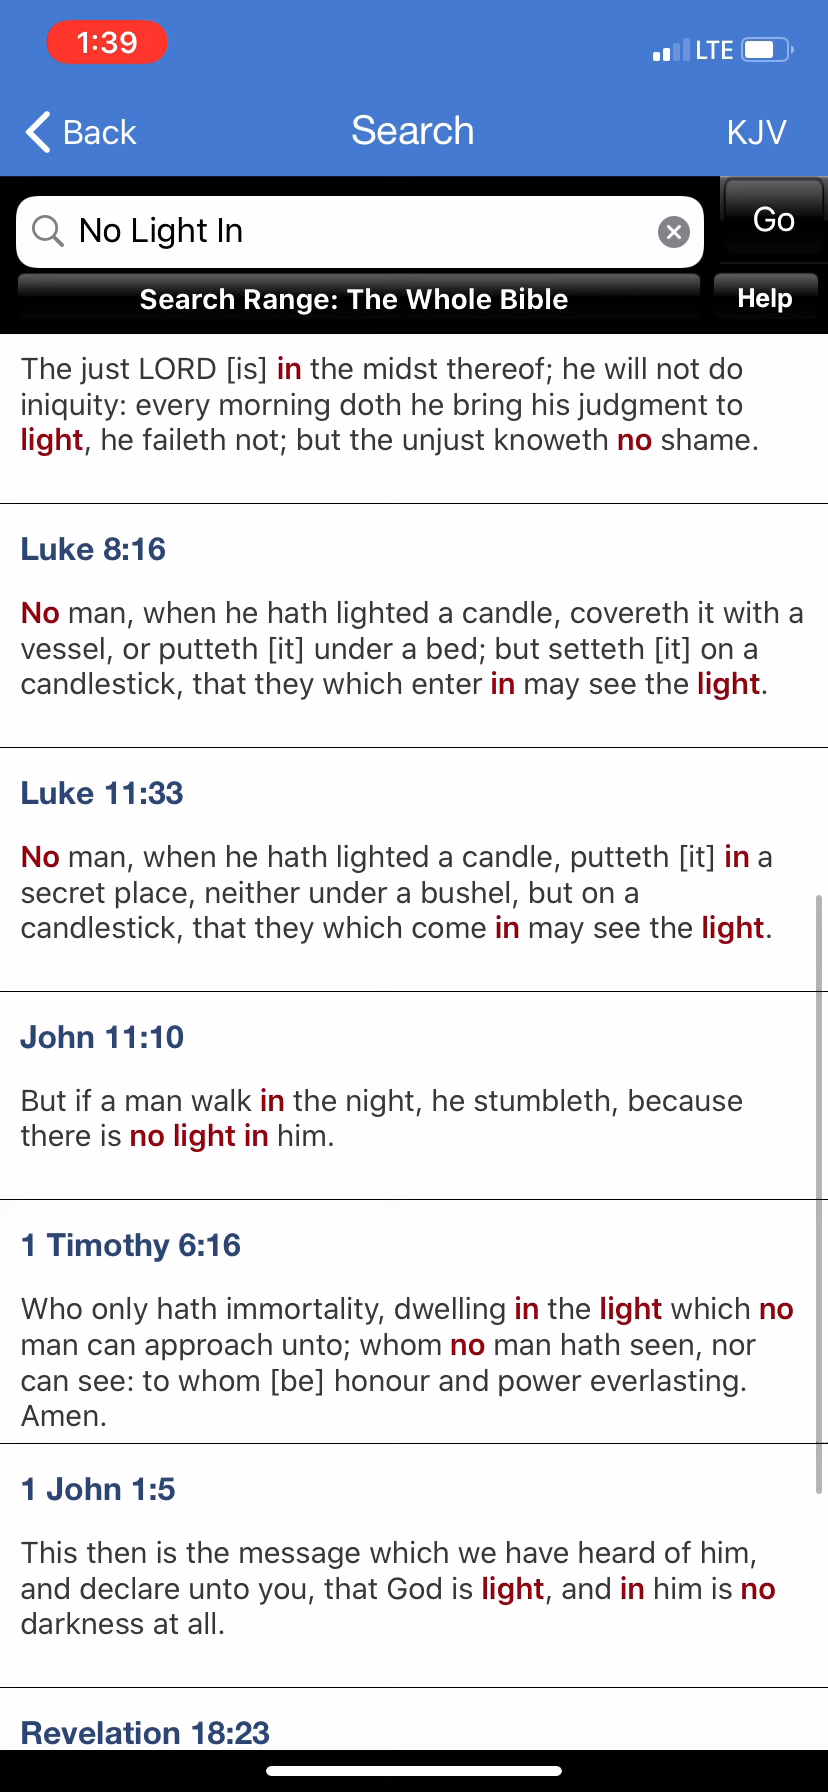 1:39
LTE
Back
Search
KJV
No Light In
Go
Search Range: The Whole Bible
Help
The just LORD [is] in the midst thereof; he will not do
iniquity: every morning doth he bring his judgment to
light, he faileth not; but the unjust knoweth no shame.
Luke 8:16
No man, when he hath lighted a candle, covereth it with a
vessel, or putteth [it] under a bed; but setteth [it] on a
candlestick, that they which enter in may see the light.
Luke 11:33
No man, when he hath lighted a candle, putteth [it] in a
secret place, neither under a bushel, but on a
candlestick, that they which come in may see the light.
John 11:10
But if a man walk in the night, he stumbleth, because
there is no light in him.
1 Timothy 6:16
Who only hath immortality, dwelling in the light which no
man can approach unto; whom no man hath seen, nor
can see: to whom [be] honour and power everlasting.
Amen.
1 John 1:5
This then is the message which we have heard of him,
and declare unto you, that God is light, and in him is no
darkness at all.
Revelation 18:23